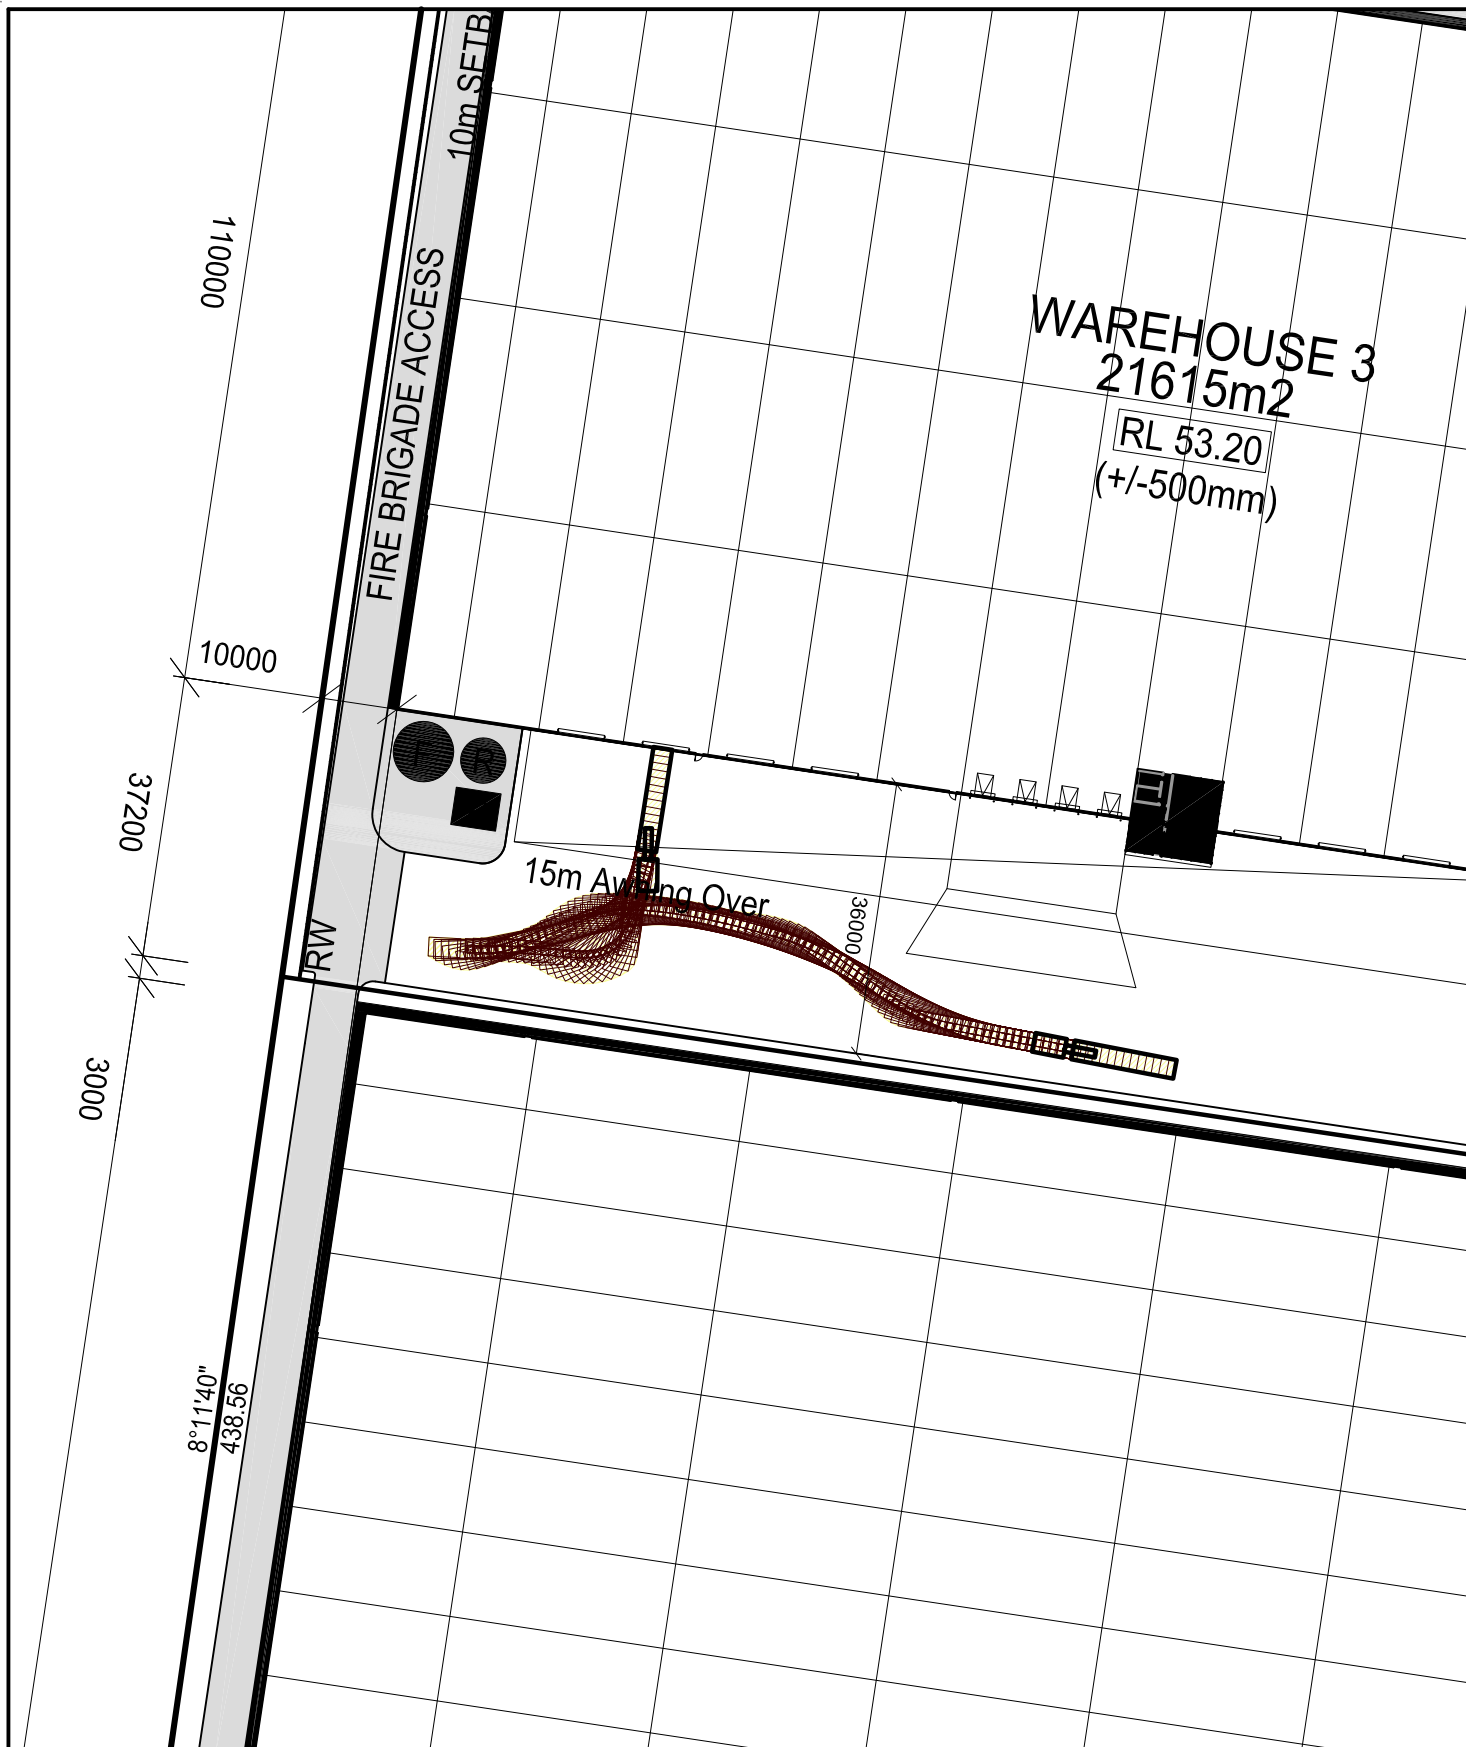 10m SETB
110000
FIRE BRIGADE ACCESS
WAREHOUSE 3
21615m2
RL 53.20
(+/-500mm)
10000
R
37200
15m Awning Over
36000
RW
3000
8°11'40"
438.56